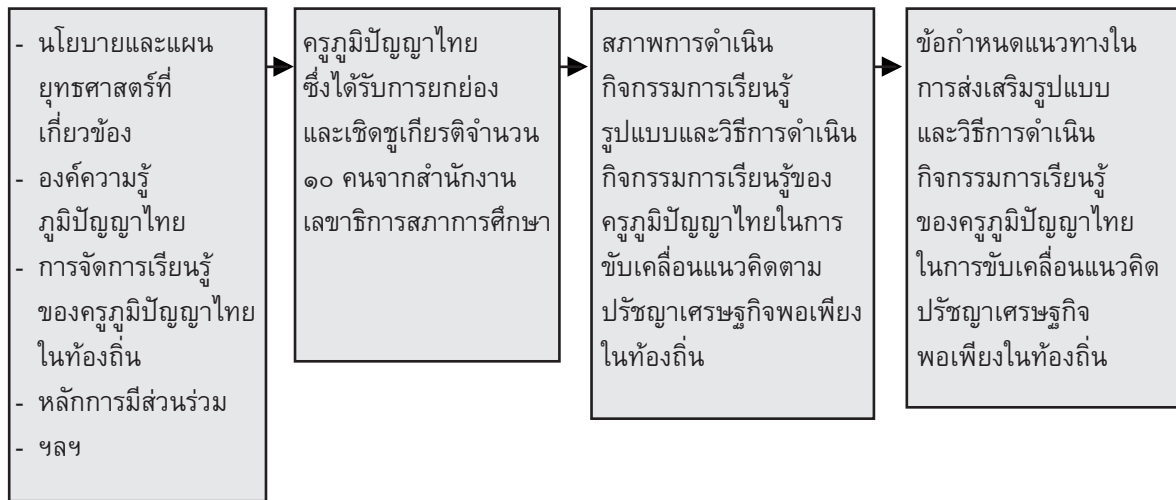 - นโยบายและแผน
ยุทธศาสตร์ที่
เกี่ยวข้อง
- องค์ความรู้
ภูมิปัญญาไทย
- การจัดการเรียนรู้
ของครูภูมิปัญญาไทย
ในท้องถิ่น
- หลักการมีส่วนร่วม
- ฯลฯ
ครูภูมิปัญญาไทย
ซึ่งได้รับการยกย่อง
และเชิดชูเกียรติจำนวน
๑๐ คนจากสำนักงาน
เลขาธิการสภาการศึกษา
สภาพการดำเนิน
กิจกรรมการเรียนรู้
รูปแบบและวิธีการดำเนิน
กิจกรรมการเรียนรู้ของ
ครูภูมิปัญญาไทยในการ
ขับเคลื่อนแนวคิดตาม
ปรัชญาเศรษฐกิจพอเพียง
ในท้องถิ่น
ข้อกำหนดแนวทางใน
การส่งเสริมรูปแบบ
และวิธีการดำเนิน
กิจกรรมการเรียนรู้
ของครูภูมิปัญญาไทย
ในการขับเคลื่อนแนวคิด
ปรัชญาเศรษฐกิจ
พอเพียงในท้องถิ่น